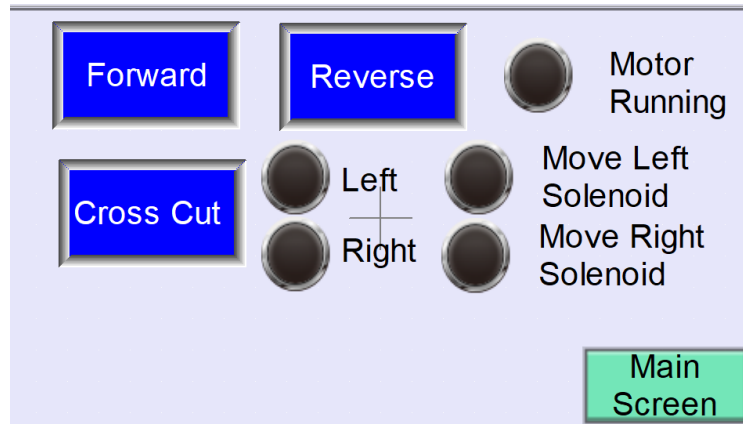 Forward
Reverse
Motor
Running
Cross Cut
Left
Move Left
Solenoid
Right
Move Right
Solenoid
Main
Screen